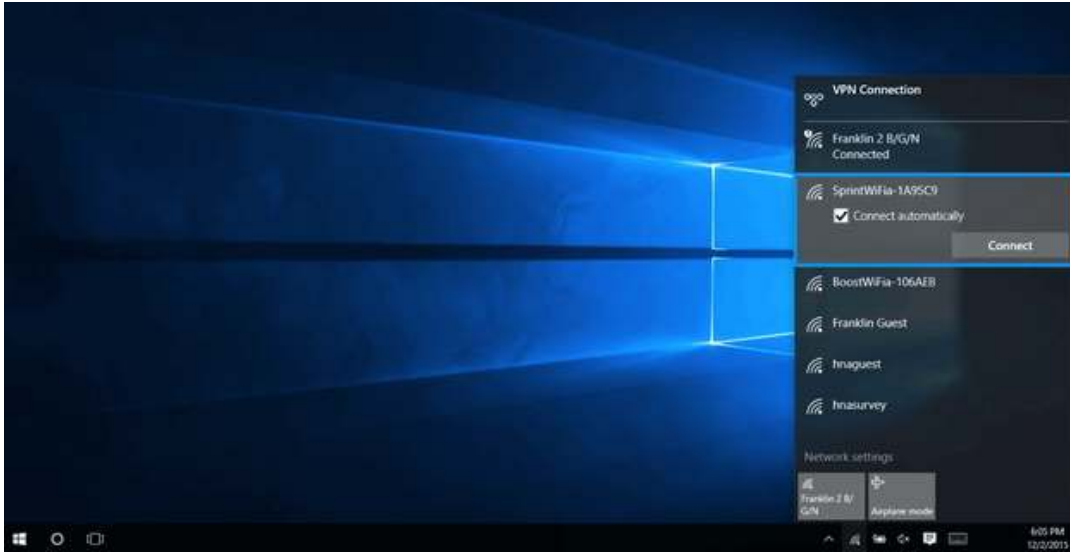 VPN Connection
Franklin 2 B/G/N
Connected
SprintWiFia-1A95C9
Connect automatically
Connect
BoostWiFia-106AEB
Franklin Guest
hnaguest
hnasurvey
Network settings
Franklin 2 B/
G/N
Airplane mode
6:05 PM
12/2/2015